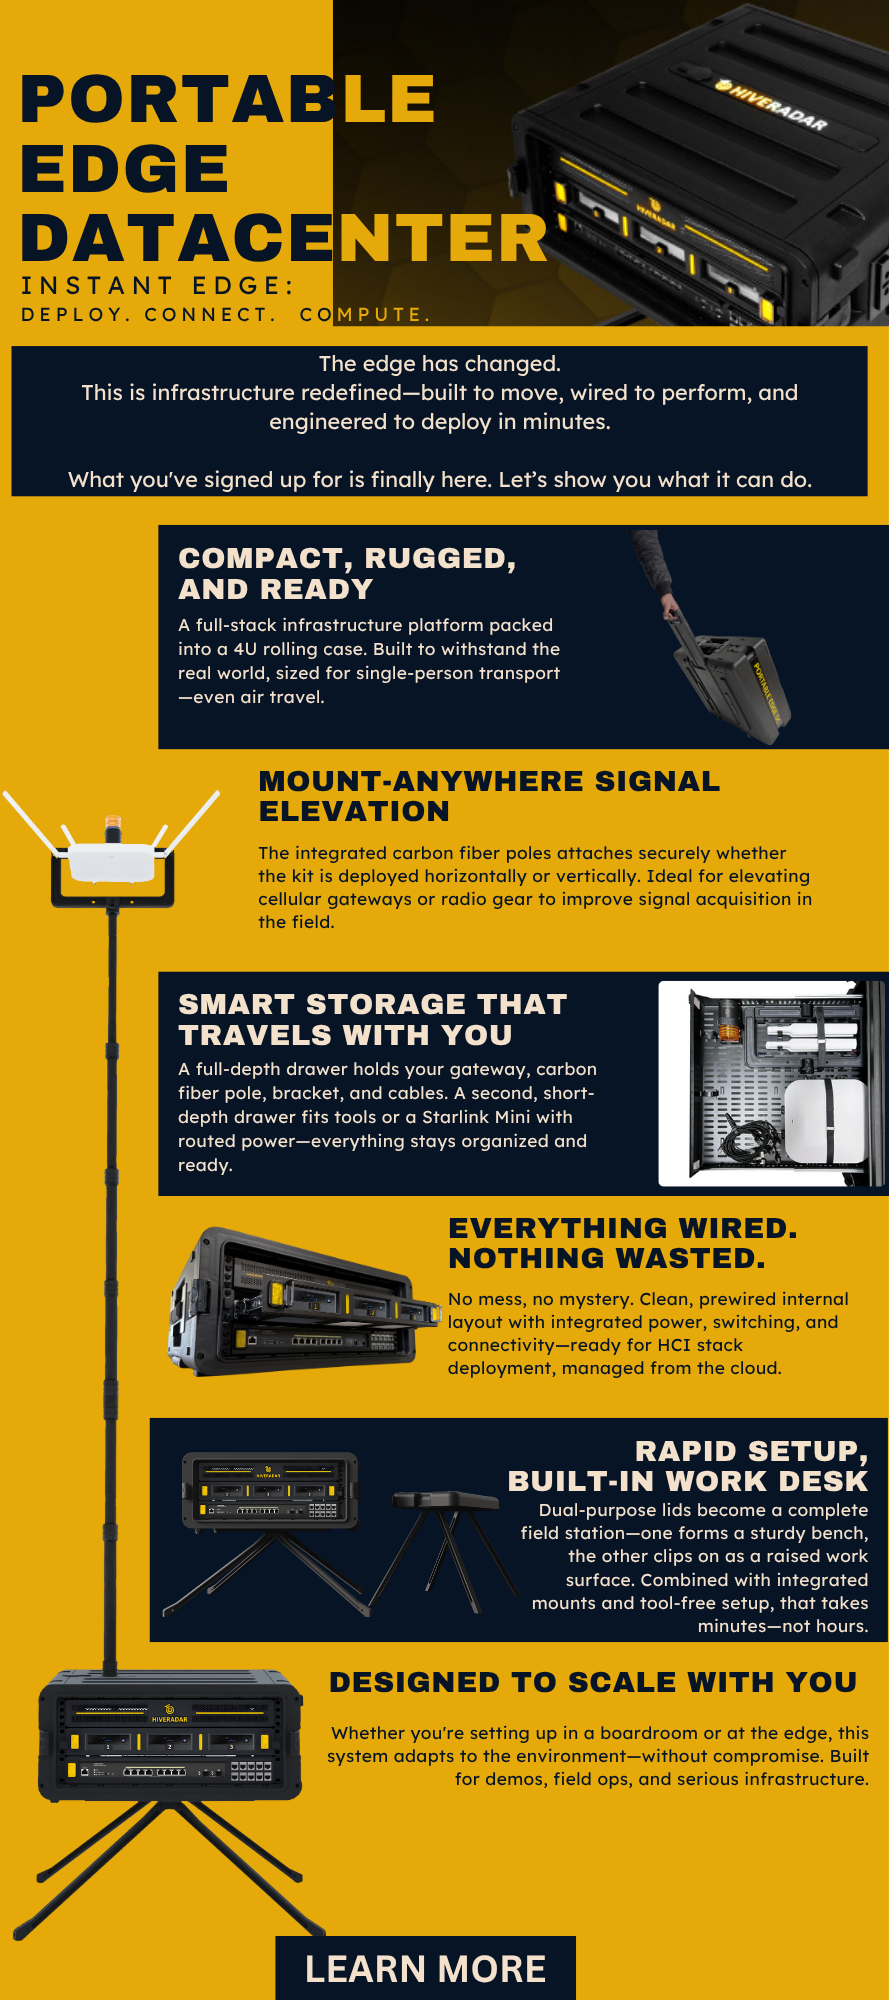 PORTABLE
EDGE
DATACENTER
INSTANT EDGE:
DEPLOY. CONNECT. COMPUTE.
HIVERADAR
HIVERADAR
The edge has changed.
This is infrastructure redefined—built to move, wired to perform, and
engineered to deploy in minutes.
What you've signed up for is finally here. Let’s show you what it can do.
COMPACT, RUGGED,
AND READY
A full-stack infrastructure platform packed
into a 4U rolling case. Built to withstand the
real world, sized for single-person transport
—even air travel.
PORTABLE EDGE DC
MOUNT-ANYWHERE SIGNAL
ELEVATION
The integrated carbon fiber poles attaches securely whether
the kit is deployed horizontally or vertically. Ideal for elevating
cellular gateways or radio gear to improve signal acquisition in
the field.
SMART STORAGE THAT
TRAVELS WITH YOU
A full-depth drawer holds your gateway, carbon
fiber pole, bracket, and cables. A second, short-
depth drawer fits tools or a Starlink Mini with
routed power—everything stays organized and
ready.
EVERYTHING WIRED.
NOTHING WASTED.
No mess, no mystery. Clean, prewired internal
layout with integrated power, switching, and
connectivity—ready for HCI stack
deployment, managed from the cloud.
RAPID SETUP,
BUILT-IN WORK DESK
Dual-purpose lids become a complete
field station—one forms a sturdy bench,
the other clips on as a raised work
surface. Combined with integrated
mounts and tool-free setup, that takes
minutes—not hours.
HIVERADAR
DESIGNED TO SCALE WITH YOU
Whether you're setting up in a boardroom or at the edge, this
system adapts to the environment—without compromise. Built
for demos, field ops, and serious infrastructure.
HIVERADAR
1 2 3
LEARN MORE